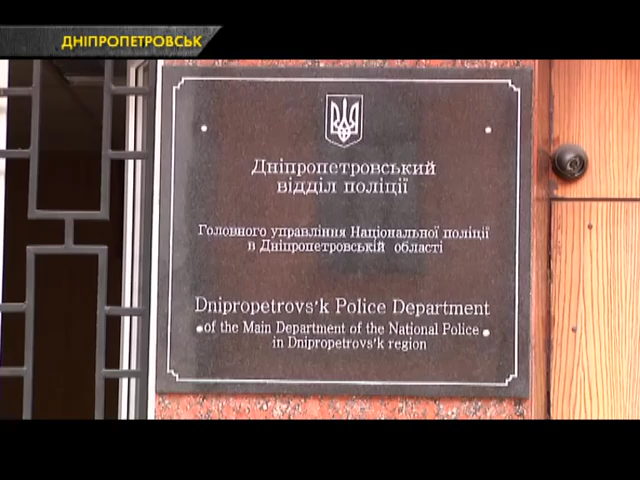 ДНІПРОПЕТРОВСЬК
Дніпропетровський
відділ поліції
Головного управління Національної поліції
в Дніпропетровській області
Dnipropetrovs'k Police Department
of the Main Department of the National Police
in Dnipropetrovs'k region